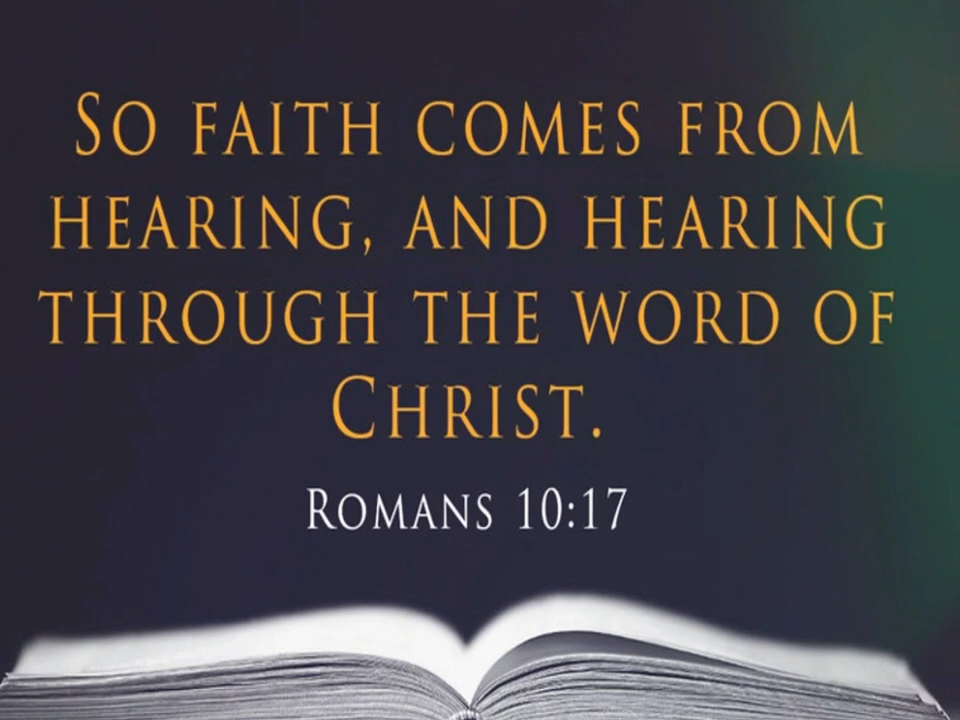 So faith comes from
hearing, and hearing
through the word of
Christ.
Romans 10:17